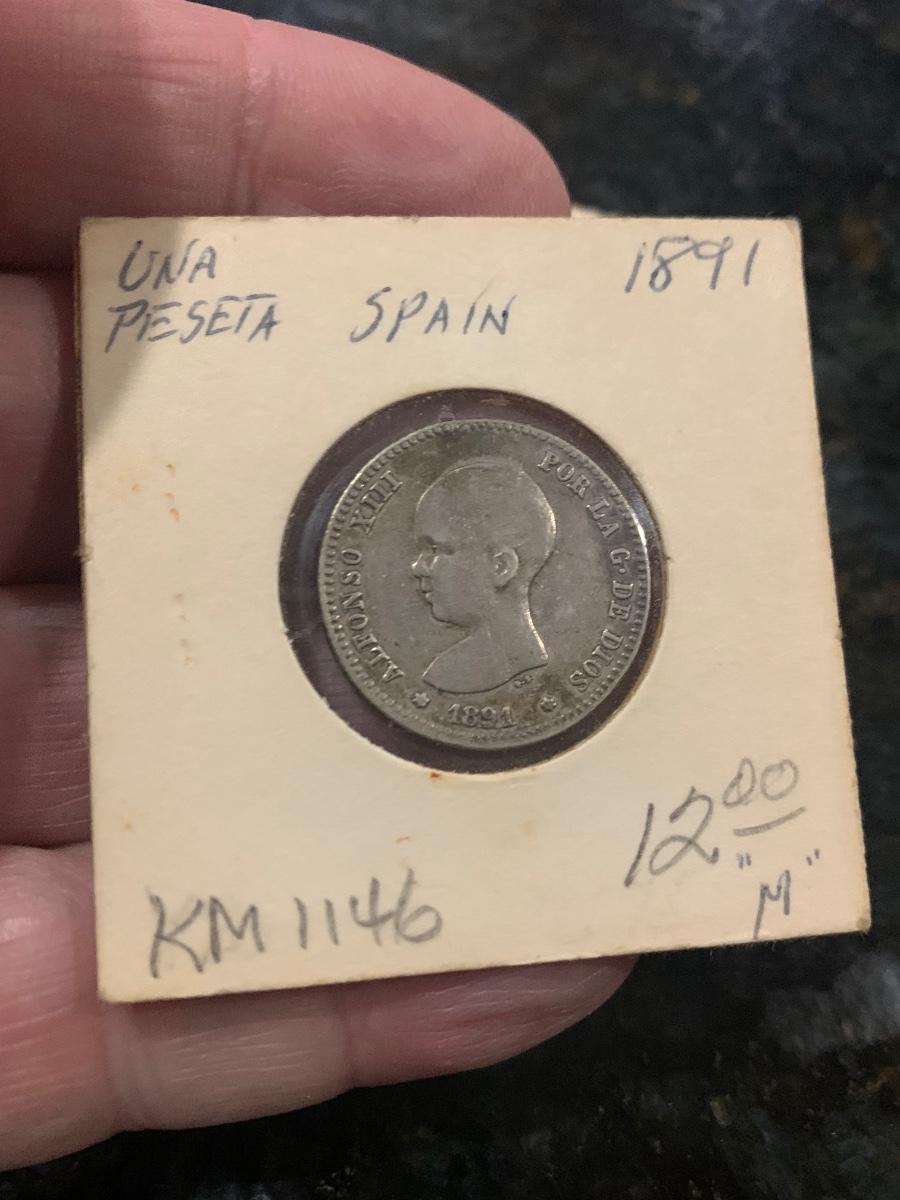 UNA
PESETA SPAIN 1891
ALFONSO XIII POR LA G. DE DIOS
* 1891 *
12.00
"M"
KM 1146